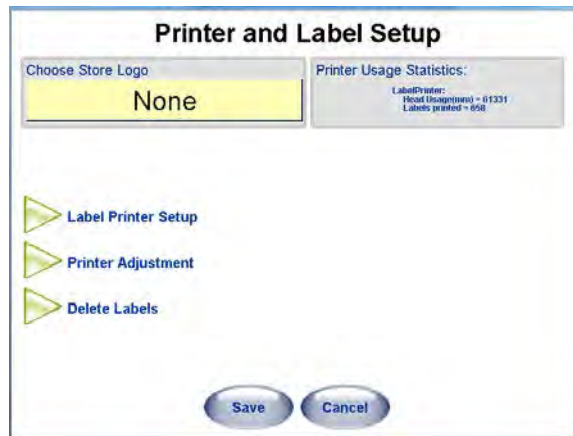 Printer and Label Setup
Choose Store Logo
None
Printer Usage Statistics:
LabelPrinter:
Head Usage(mm) = 61331
Labels printed = 658
Label Printer Setup
Printer Adjustment
Delete Labels
Save
Cancel